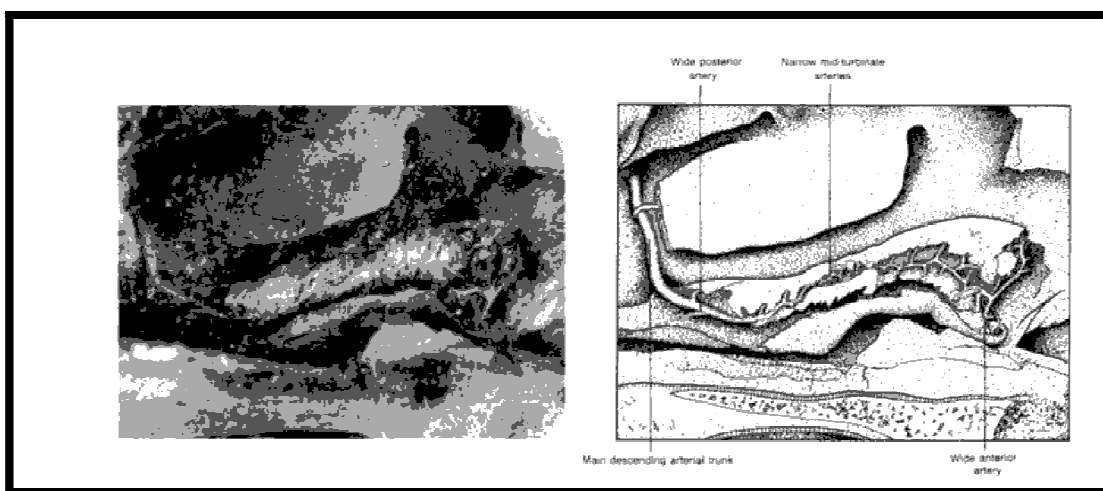 Wide posterior
artery
Narrow mid-turbinate
arteries
Main descending arterial trunk
Wide anterior
artery